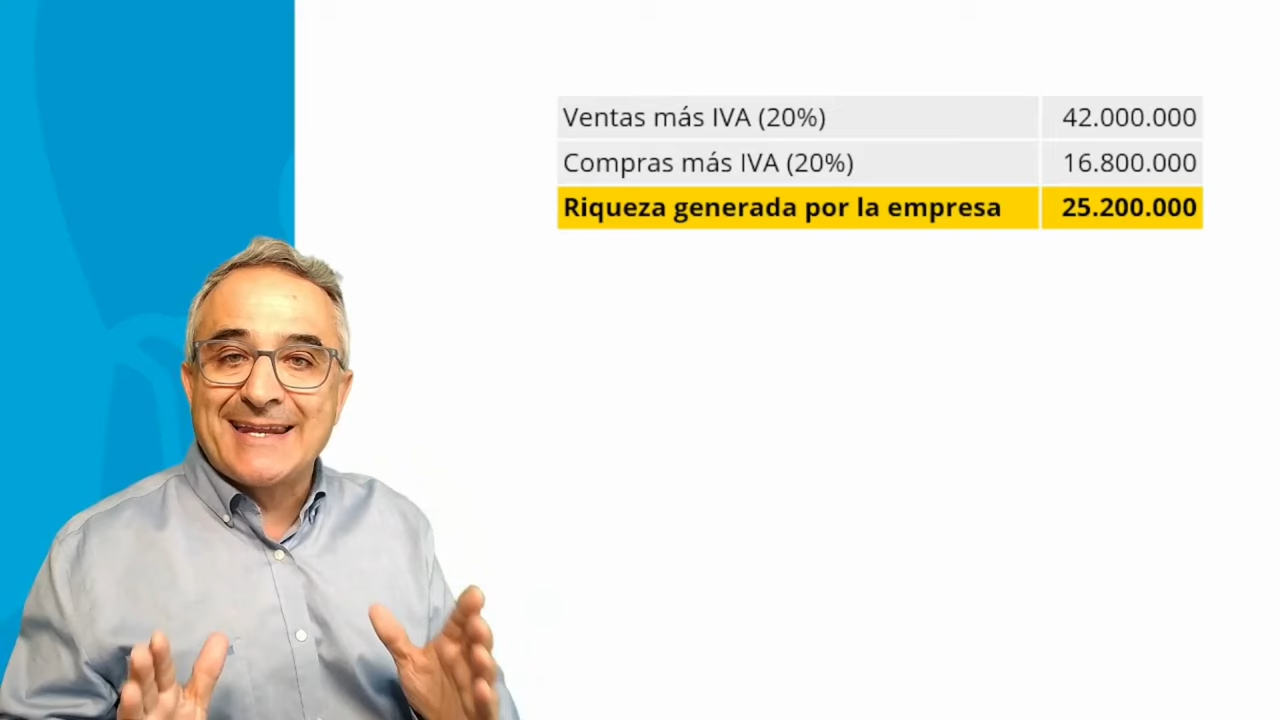 Ventas más IVA (20%) 42.000.000
Compras más IVA (20%) 16.800.000
Riqueza generada por la empresa 25.200.000